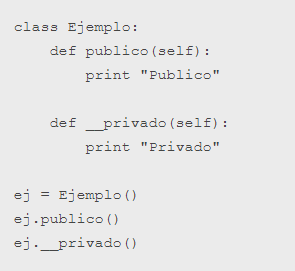 class Ejemplo:
    def publico(self):
        print "Publico"

    def __privado(self):
        print "Privado"

ej = Ejemplo()
ej.publico()
ej.__privado()